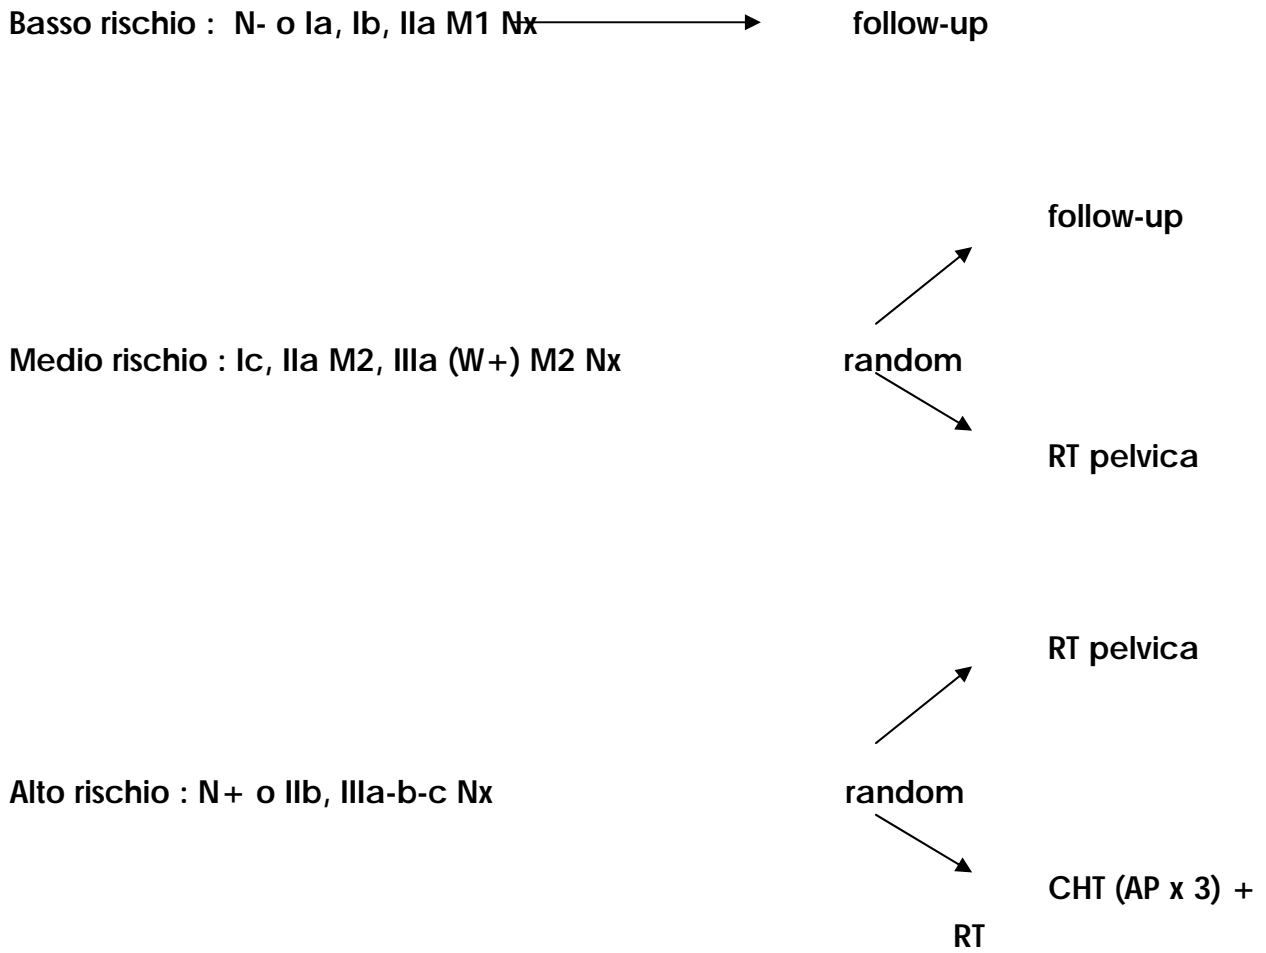 Basso rischio : N- o Ia, Ib, IIa M1 Nx follow-up
follow-up
Medio rischio : Ic, IIa M2, IIIa (W+) M2 Nx random
RT pelvica
RT pelvica
Alto rischio : N+ o IIb, IIIa-b-c Nx random
CHT (AP x 3) +
RT